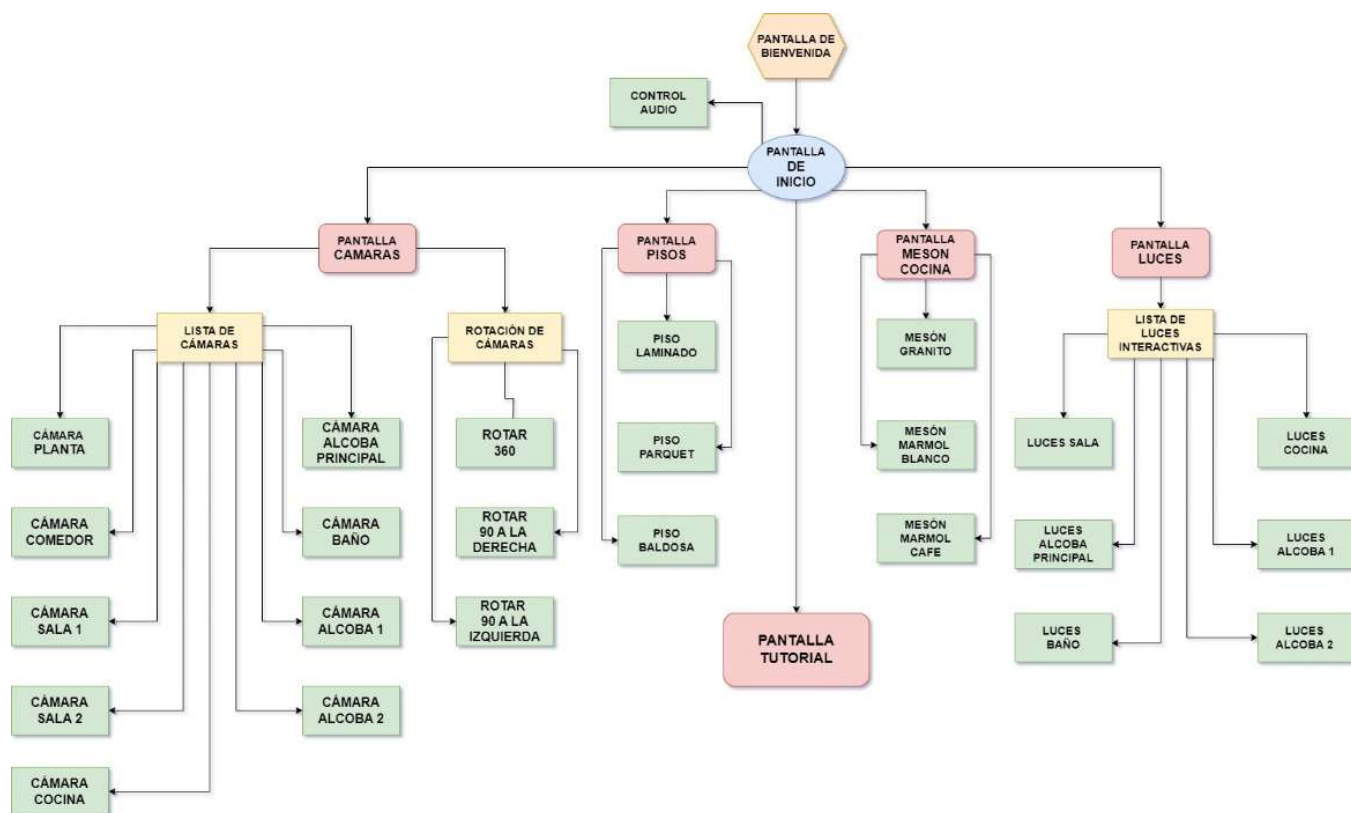 PANTALLA DE
BIENVENIDA
CONTROL
AUDIO
PANTALLA
DE
INICIO
PANTALLA
CAMARAS
PANTALLA
PISOS
PANTALLA
MESON
COCINA
PANTALLA
LUCES
LISTA DE
CÁMARAS
ROTACIÓN DE
CÁMARAS
PISO
LAMINADO
MESÓN
GRANITO
LISTA DE
LUCES
INTERACTIVAS
CÁMARA
PLANTA
CÁMARA
ALCOBA
PRINCIPAL
ROTAR
360
PISO
PARQUET
MESÓN
MARMOL
BLANCO
LUCES SALA
LUCES
COCINA
CÁMARA
COMEDOR
CÁMARA
BAÑO
ROTAR
90 A LA
DERECHA
PISO
BALDOSA
MESÓN
MARMOL
CAFE
LUCES
ALCOBA
PRINCIPAL
LUCES
ALCOBA 1
CÁMARA
SALA 1
CÁMARA
ALCOBA 1
ROTAR
90 A LA
IZQUIERDA
PANTALLA
TUTORIAL
LUCES
BAÑO
LUCES
ALCOBA 2
CÁMARA
SALA 2
CÁMARA
ALCOBA 2
CÁMARA
COCINA